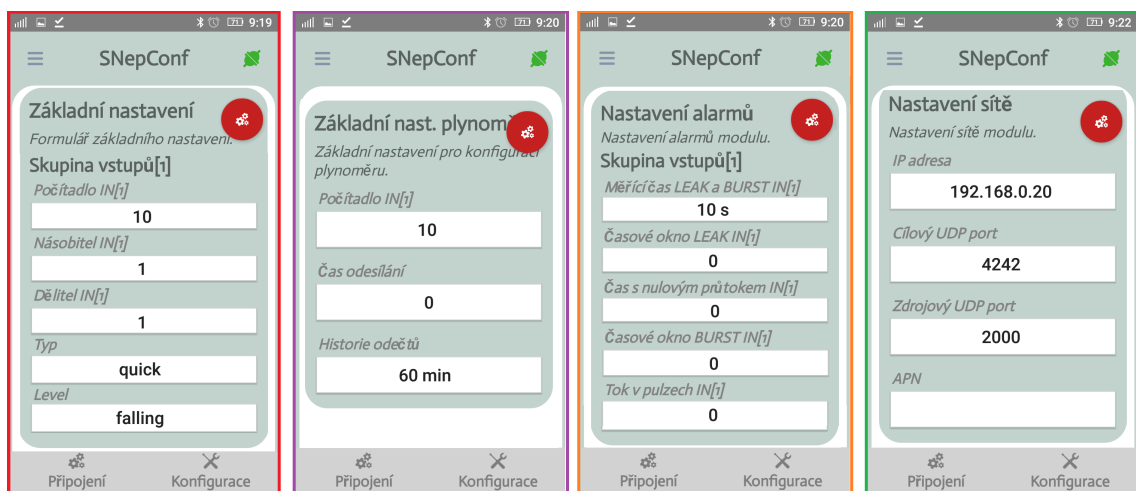 71 9:19
SNepConf
Základní nastavení
Formulář základního nastavení.
Skupina vstupů[1]
Počítadlo IN[1]
10
Násobitel IN[1]
1
Dělitel IN[1]
1
Typ
quick
Level
falling
Připojení
Konfigurace
71 9:20
SNepConf
Základní nast. plynom
Základní nastavení pro konfiguraci
plynoměru.
Počítadlo IN[1]
10
Čas odesílání
0
Historie odečtů
60 min
Připojení
Konfigurace
71 9:20
SNepConf
Nastavení alarmů
Nastavení alarmů modulu.
Skupina vstupů[1]
Měřící čas LEAK a BURST IN[1]
10 s
Časové okno LEAK IN[1]
0
Čas s nulovým průtokem IN[1]
0
Časové okno BURST IN[1]
0
Tok v pulzech IN[1]
0
Připojení
Konfigurace
71 9:22
SNepConf
Nastavení sítě
Nastavení sítě modulu.
IP adresa
192.168.0.20
Cílový UDP port
4242
Zdrojový UDP port
2000
APN
Připojení
Konfigurace